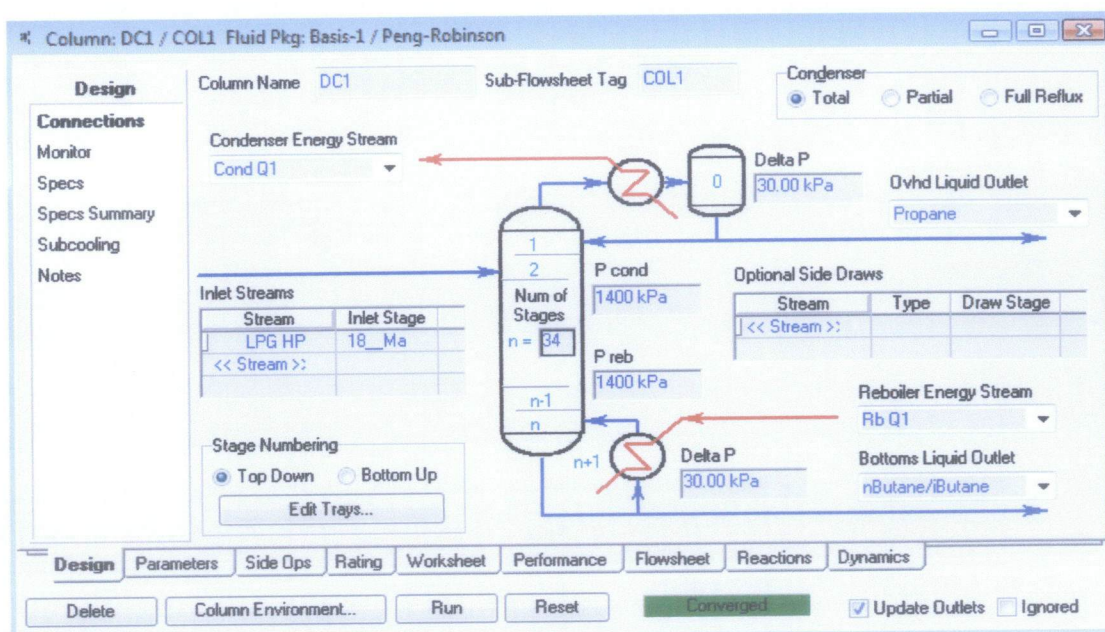 Column: DC1 / COL1 Fluid Pkg: Basis-1 / Peng-Robinson
Design
Connections
Monitor
Specs
Specs Summary
Subcooling
Notes
Column Name DC1 Sub-Flowsheet Tag COL1
Condenser
Total Partial Full Reflux
Condenser Energy Stream
Cond Q1
0
Delta P
30.00 kPa
Ovhd Liquid Outlet
Propane
1
2
Num of
Stages
n = 34
n-1
n
n+1
P cond
1400 kPa
P reb
1400 kPa
Inlet Streams
Stream Inlet Stage
LPG HP 18__Ma
<< Stream >>
Optional Side Draws
Stream Type Draw Stage
<< Stream >>
Stage Numbering
Top Down Bottom Up
Edit Trays...
Delta P
30.00 kPa
Reboiler Energy Stream
Rb Q1
Bottoms Liquid Outlet
nButane/iButane
Design Parameters Side Ops Rating Worksheet Performance Flowsheet Reactions Dynamics
Delete Column Environment... Run Reset Converged Update Outlets Ignored